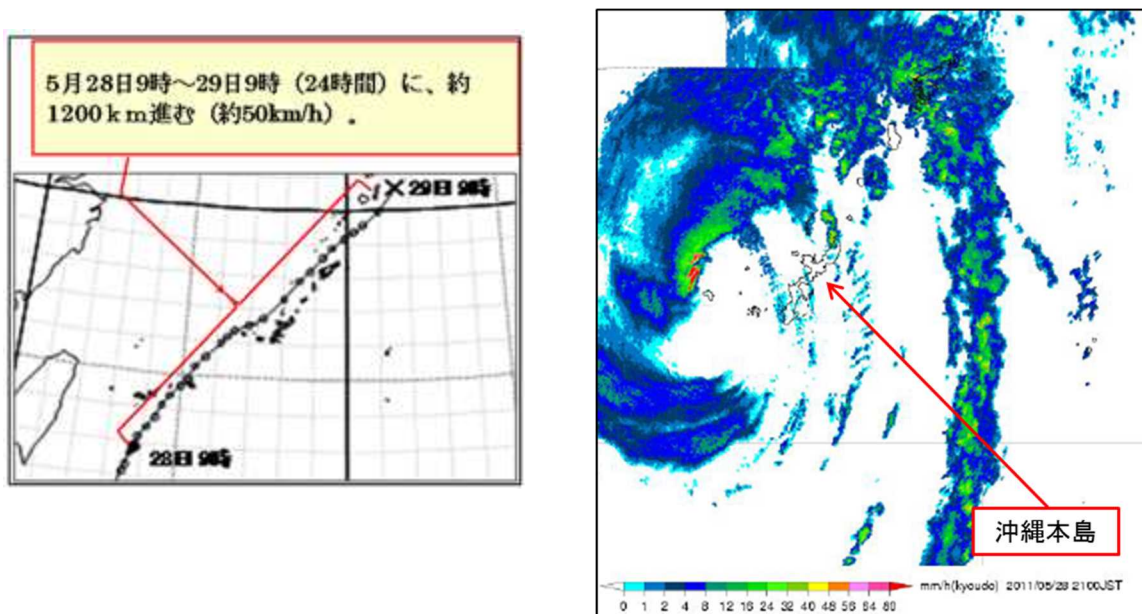 5月28日9時～29日9時（24時間）に、約
1200ｋｍ進む（約50km/h）。
29日 9時
28日 9時
沖縄本島
mm/h(kyoudo) 2011/05/28 2100JST
0 1 2 4 8 12 16 20 24 32 40 48 56 64 80